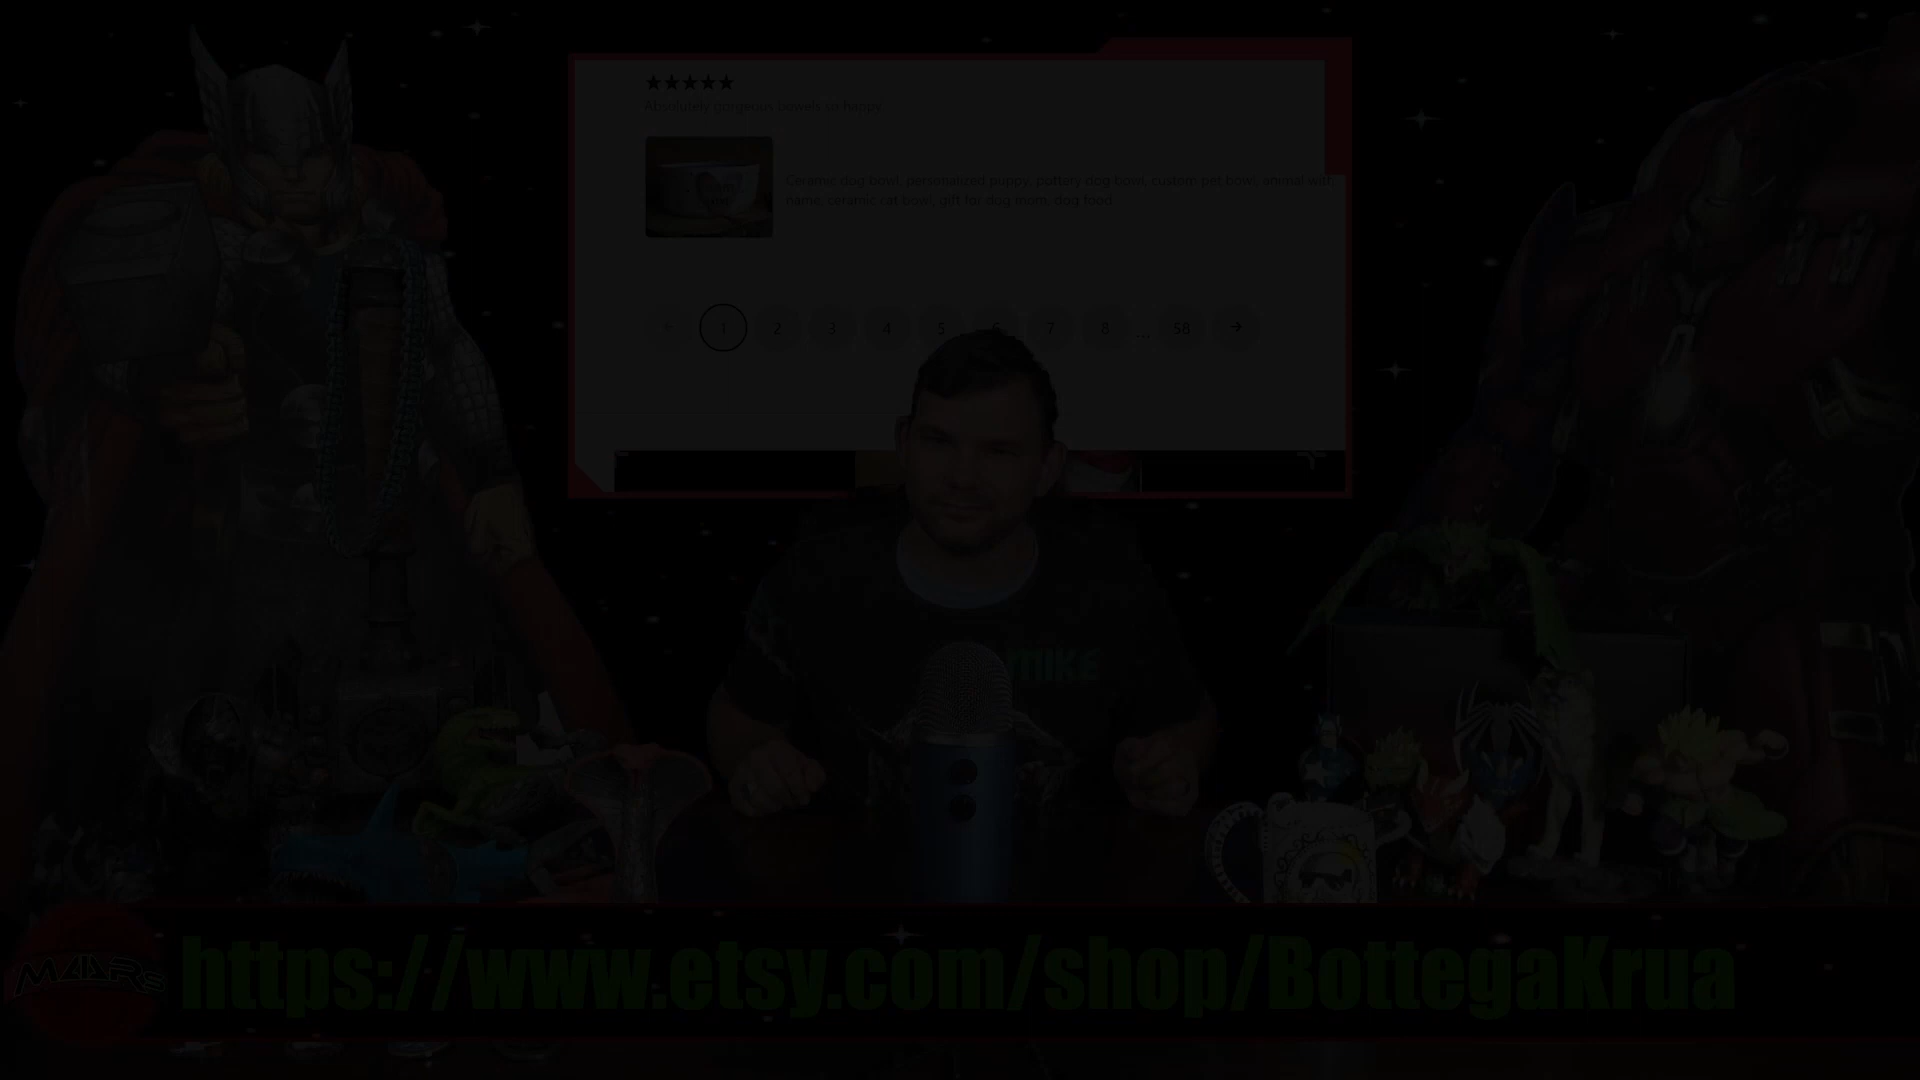 ★★★★★
Absolutely gorgeous bowels so happy.
Ceramic dog bowl, personalized puppy, pottery dog bowl, custom pet bowl, animal with
name, ceramic cat bowl, gift for dog mom, dog food
1 2 3 4 5 6 7 8 ... 58 →
MIKE
https://www.etsy.com/shop/BottegaKrua